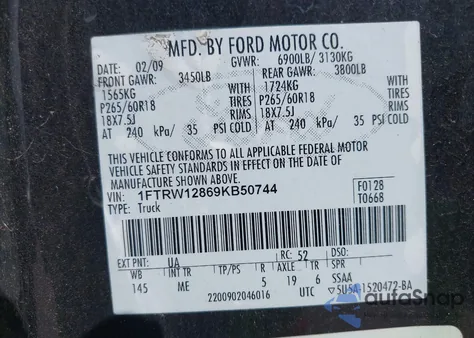 MFD. BY FORD MOTOR CO.
02/09 GVWR: 6900LB/ 3130KG
FRONT GAWR: 3450LB REAR GAWR: 3800LB
1565KG WITH 1724KG WITH
P265/60R18 TIRES P265/60R18 TIRES
18X7.5J RIMS 18X7.5J RIMS
AT 240 kPa/ 35 PSI COLD AT 240 kPa/ 35 PSI COLD
THIS VEHICLE CONFORMS TO ALL APPLICABLE FEDERAL MOTOR
VEHICLE SAFETY STANDARDS IN EFFECT ON THE DATE OF
MANUFACTURE SHOWN ABOVE.
VIN: 1FTRW12869KB50744 F0128
TYPE: Truck T0668
EXT PNT: UA RC: 52 DSO:
WB INT TR TP/PS R AXLE TR SPR
145 ME 5 19 6 SSAA
2200902046016 UTC ▽5U5A-1520472-BA
autoSnap